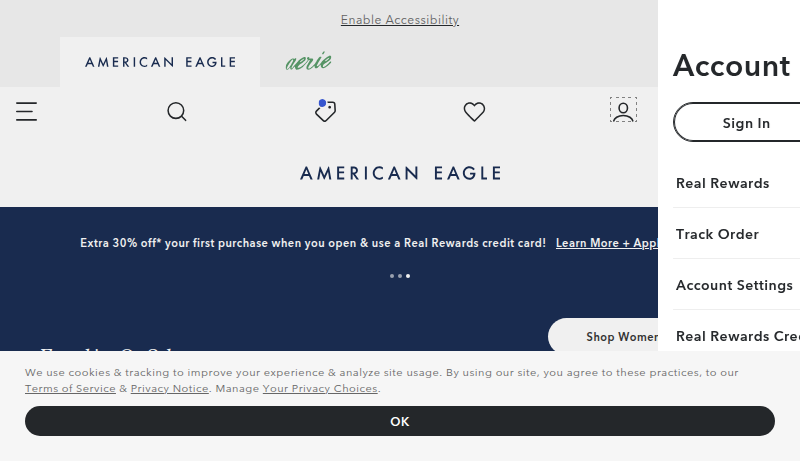 Enable Accessibility
AMERICAN EAGLE
aerie
AMERICAN EAGLE
Extra 30% off* your first purchase when you open & use a Real Rewards credit card! Learn More + Appl
Shop Women
Account
Sign In
Real Rewards
Track Order
Account Settings
Real Rewards Cre
We use cookies & tracking to improve your experience & analyze site usage. By using our site, you agree to these practices, to our
Terms of Service & Privacy Notice. Manage Your Privacy Choices.
OK